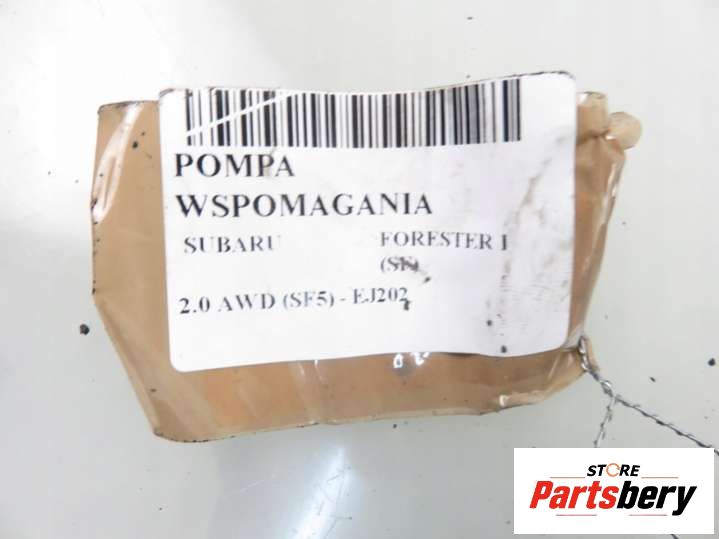 POMPA
WSPOMAGANIA
SUBARU FORESTER I
(SF)
2.0 AWD (SF5) - EJ202
STORE
Partsbery